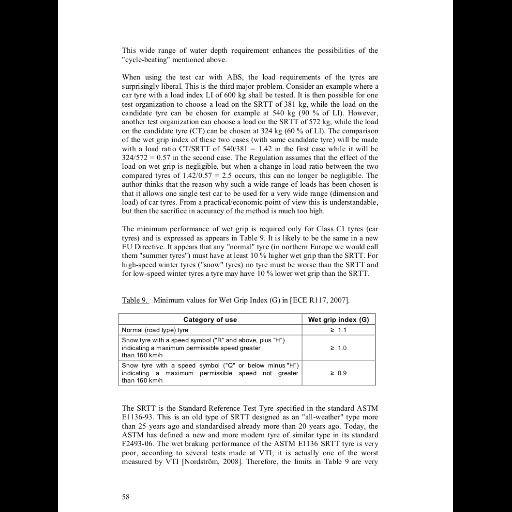 This wide range of water depth requirement enhances the possibilities of the
"cycle-beating" mentioned above.
When using the test car with ABS, the load requirements of the tyres are
surprisingly liberal. This is the third major problem. Consider an example where a
car tyre with a load index LI of 600 kg shall be tested. It is then possible for one
test organization to choose a load on the SRTT of 381 kg, while the load on the
candidate tyre can be chosen for example at 540 kg (90 % of LI). However,
another test organization can choose a load on the SRTT of 572 kg, while the load
on the candidate tyre (CT) can be chosen at 324 kg (60 % of LI). The comparison
of the wet grip index of these two cases (with same candidate tyre) will be made
with a load ratio CT/SRTT of 540/381 = 1.42 in the first case while it will be
324/572 = 0.57 in the second case. The Regulation assumes that the effect of the
load on wet grip is negligible, but when a change in load ratio between the two
compared tyres of 1.42/0.57 = 2.5 occurs, this can no longer be negligible. The
author thinks that the reason why such a wide range of loads has been chosen is
that it allows one single test car to be used for a very wide range (dimension and
load) of car tyres. From a practical/economic point of view this is understandable,
but then the sacrifice in accuracy of the method is much too high.
The minimum performance of wet grip is required only for Class C1 tyres (car
tyres) and is expressed as appears in Table 9. It is likely to be the same in a new
EU Directive. It appears that any "normal" tyre (in northern Europe we would call
them "summer tyres") must have at least 10 % higher wet grip than the SRTT. For
high-speed winter tyres ("snow" tyres) no tyre must be worse than the SRTT and
for low-speed winter tyres a tyre may have 10 % lower wet grip than the SRTT.
Table 9. Minimum values for Wet Grip Index (G) in [ECE R117, 2007].
Category of use Wet grip index (G)
Normal (road type) tyre ≥ 1.1
Snow tyre with a speed symbol ("R" and above, plus "H")
indicating a maximum permissible speed greater ≥ 1.0
than 160 km/h
Snow tyre with a speed symbol ("Q" or below minus "H")
indicating a maximum permissible speed not greater ≥ 0.9
than 160 km/h
The SRTT is the Standard Reference Test Tyre specified in the standard ASTM
E1136-93. This is an old type of SRTT designed as an "all-weather" type more
than 25 years ago and standardised already more than 20 years ago. Today, the
ASTM has defined a new and more modern tyre of similar type in its standard
F2493-06. The wet braking performance of the ASTM E1136 SRTT tyre is very
poor, according to several tests made at VTI; it is actually one of the worst
measured by VTI [Nordström, 2008]. Therefore, the limits in Table 9 are very
58